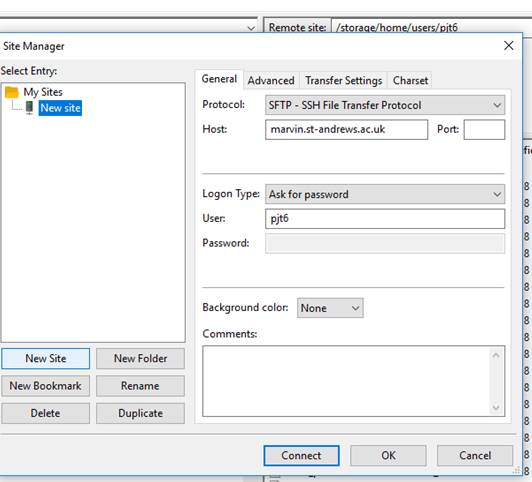 Remote site: /storage/home/users/pjt6
Site Manager
Select Entry:
My Sites
New site
New Site
New Folder
New Bookmark
Rename
Delete
Duplicate
General Advanced Transfer Settings Charset
Protocol: SFTP - SSH File Transfer Protocol
Host: marvin.st-andrews.ac.uk Port:
Logon Type: Ask for password
User: pjt6
Password:
Background color: None
Comments:
Connect OK Cancel